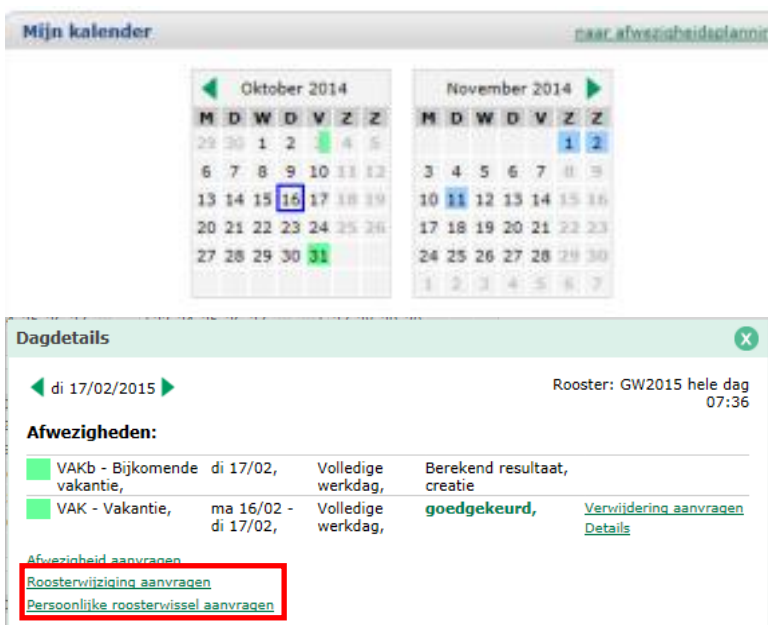 Mijn kalender naar afwezigheidsplannin
Oktober 2014 November 2014
M D W D V Z Z M D W D V Z Z
29 30 1 2 3 4 5 1 2
6 7 8 9 10 11 12 3 4 5 6 7 8 9
13 14 15 16 17 18 19 10 11 12 13 14 15 16
20 21 22 23 24 25 26 17 18 19 20 21 22 23
27 28 29 30 31 24 25 26 27 28 29 30
1 2 3 4 5 6 7
Dagdetails X
di 17/02/2015 Rooster: GW2015 hele dag
07:36
Afwezigheden:
VAKb - Bijkomende di 17/02, Volledige Berekend resultaat,
vakantie, werkdag, creatie
VAK - Vakantie, ma 16/02 - Volledige goedgekeurd, Verwijdering aanvragen
di 17/02, werkdag, Details
Afwezigheid aanvragen
Roosterwijziging aanvragen
Persoonlijke roosterwissel aanvragen